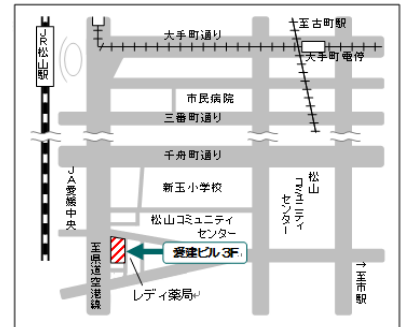 大手町通り
至古町駅
大手町電停
JR松山駅
市民病院
三番町通り
千舟町通り
JA愛媛中央
新玉小学校
松山コミュニティ
センター
松山
コミュニティ
センター
至県道空港線
愛建ビル3F
レディ薬局
→至市駅